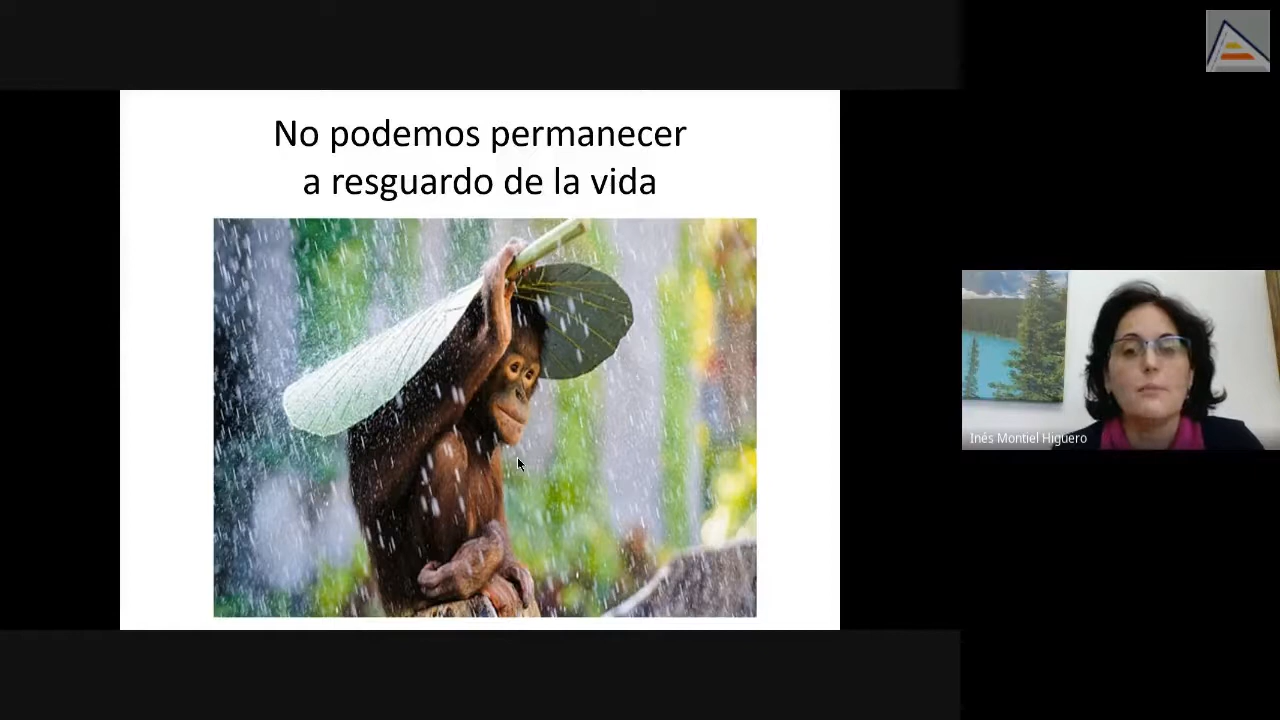 No podemos permanecer
a resguardo de la vida
Inés Montiel Higuero